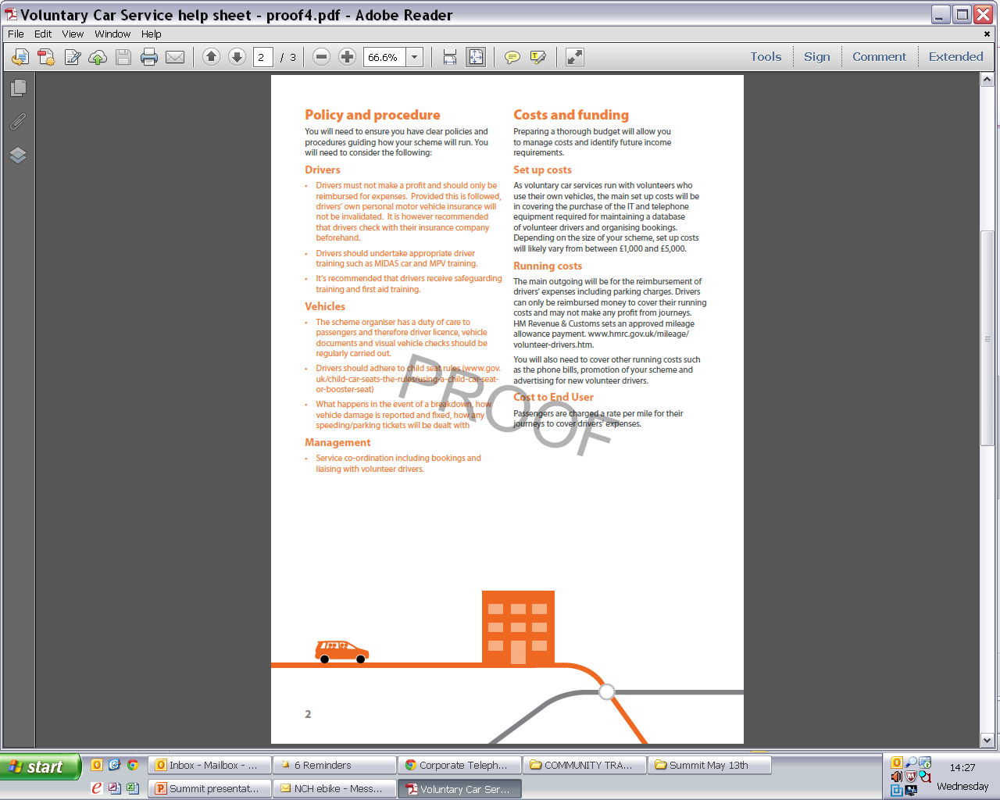 Voluntary Car Service help sheet - proof4.pdf - Adobe Reader
File Edit View Window Help
2 / 3 66.6% Tools Sign Comment Extended
Policy and procedure
You will need to ensure you have clear policies and
procedures guiding how your scheme will run. You
will need to consider the following:
Drivers
• Drivers must not make a profit and should only be
reimbursed for expenses. Provided this is followed,
drivers' own personal motor vehicle insurance will
not be invalidated. It is however recommended
that drivers check with their insurance company
beforehand.
• Drivers should undertake appropriate driver
training such as MIDAS car and MPV training.
• It's recommended that drivers receive safeguarding
training and first aid training.
Vehicles
• The scheme organiser has a duty of care to
passengers and therefore driver licence, vehicle
documents and visual vehicle checks should be
regularly carried out.
• Drivers should adhere to child seat rules (www.gov.
uk/child-car-seats-the-rules/using-a-child-car-seat-
or-booster-seat)
• What happens in the event of a breakdown, how
vehicle damage is reported and fixed, how any
speeding/parking tickets will be dealt with
Management
• Service co-ordination including bookings and
liaising with volunteer drivers.
Costs and funding
Preparing a thorough budget will allow you
to manage costs and identify future income
requirements.
Set up costs
As voluntary car services run with volunteers who
use their own vehicles, the main set up costs will be
in covering the purchase of the IT and telephone
equipment required for maintaining a database
of volunteer drivers and organising bookings.
Depending on the size of your scheme, set up costs
will likely vary from between £1,000 and £5,000.
Running costs
The main outgoing will be for the reimbursement of
drivers' expenses including parking charges. Drivers
can only be reimbursed money to cover their running
costs and may not make any profit from journeys.
HM Revenue & Customs sets an approved mileage
allowance payment. www.hmrc.gov.uk/mileage/
volunteer-drivers.htm.
You will also need to cover other running costs such
as the phone bills, promotion of your scheme and
advertising for new volunteer drivers.
Cost to End User
Passengers are charged a rate per mile for their
journeys to cover drivers' expenses.
PROOF
2
start Inbox - Mailbox - ... 6 Reminders Corporate Teleph... COMMUNITY TRA... Summit May 13th 14:27
Summit presentat... NCH ebike - Mess... Voluntary Car Ser... Wednesday